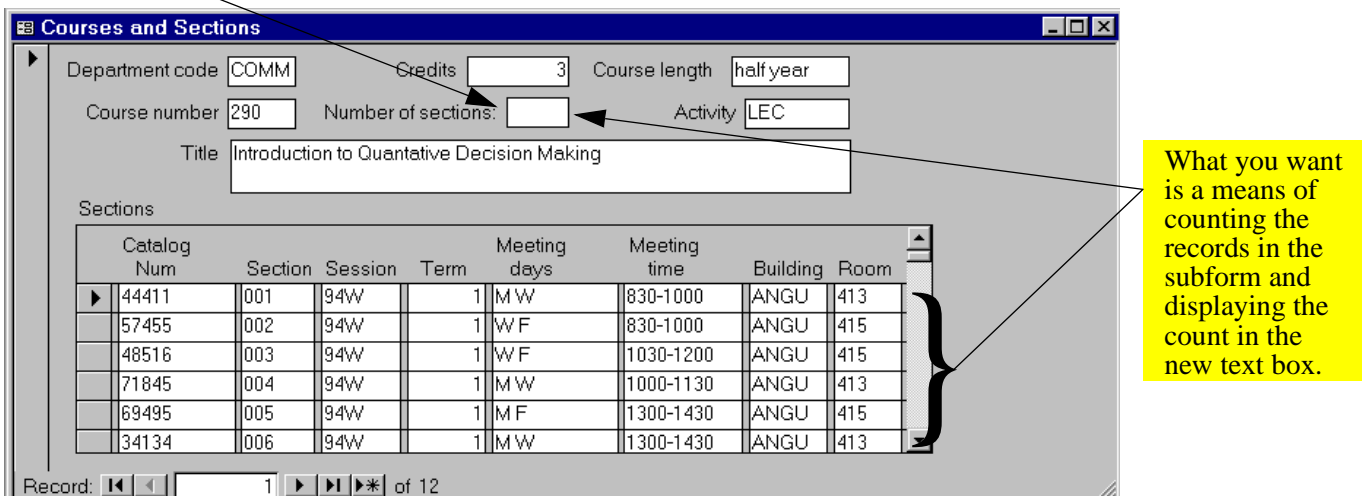 Courses and Sections
Department code COMM Credits 3 Course length half year
Course number 290 Number of sections: Activity LEC
Title Introduction to Quantative Decision Making
Sections
Catalog Num Section Session Term Meeting days Meeting time Building Room
44411 001 94W 1 M W 830-1000 ANGU 413
57455 002 94W 1 W F 830-1000 ANGU 415
48516 003 94W 1 W F 1030-1200 ANGU 415
71845 004 94W 1 M W 1000-1130 ANGU 413
69495 005 94W 1 M F 1300-1430 ANGU 415
34134 006 94W 1 M W 1300-1430 ANGU 413
Record: 1 of 12
What you want
is a means of
counting the
records in the
subform and
displaying the
count in the
new text box.